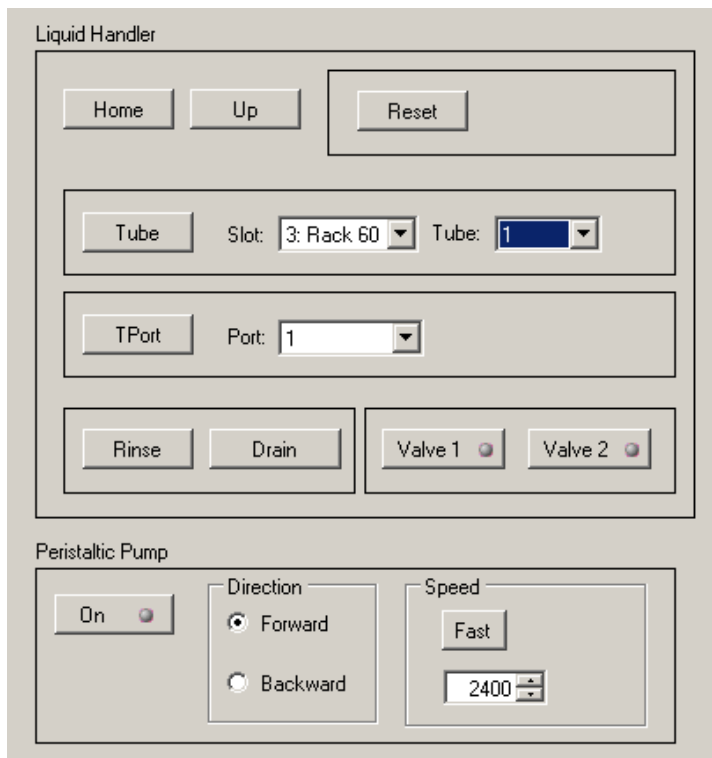 Liquid Handler
Home Up Reset
Tube Slot: 3: Rack 60 Tube: 1
TPort Port: 1
Rinse Drain Valve 1 Valve 2
Peristaltic Pump
Direction Speed
On Forward Fast
Backward 2400